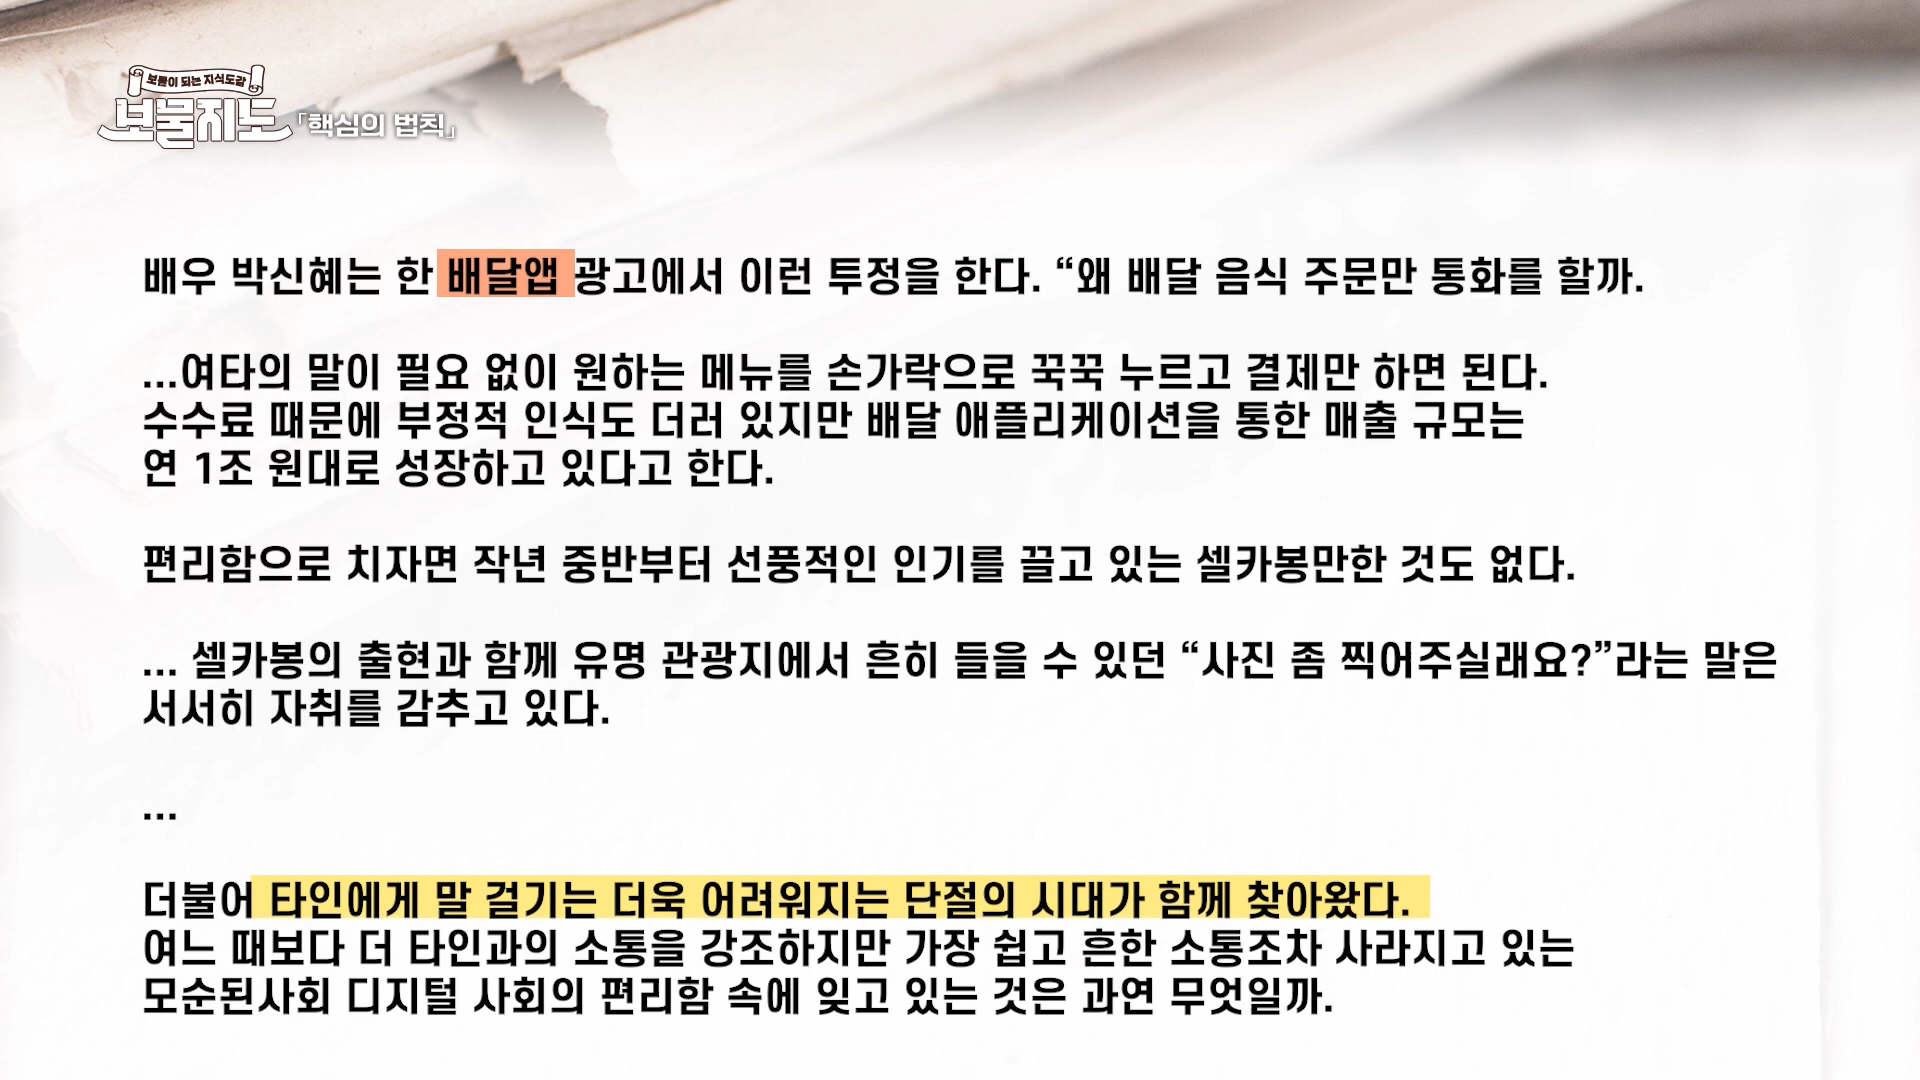 보물이 되는 지식도감
보물지도
「핵심의 법칙」
배우 박신혜는 한 배달앱 광고에서 이런 투정을 한다. “왜 배달 음식 주문만 통화를 할까.
...여타의 말이 필요 없이 원하는 메뉴를 손가락으로 꾹꾹 누르고 결제만 하면 된다.
수수료 때문에 부정적 인식도 더러 있지만 배달 애플리케이션을 통한 매출 규모는
연 1조 원대로 성장하고 있다고 한다.
편리함으로 치자면 작년 중반부터 선풍적인 인기를 끌고 있는 셀카봉만한 것도 없다.
... 셀카봉의 출현과 함께 유명 관광지에서 흔히 들을 수 있던 “사진 좀 찍어주실래요?”라는 말은
서서히 자취를 감추고 있다.
...
더불어 타인에게 말 걸기는 더욱 어려워지는 단절의 시대가 함께 찾아왔다.
여느 때보다 더 타인과의 소통을 강조하지만 가장 쉽고 흔한 소통조차 사라지고 있는
모순된사회 디지털 사회의 편리함 속에 잊고 있는 것은 과연 무엇일까.